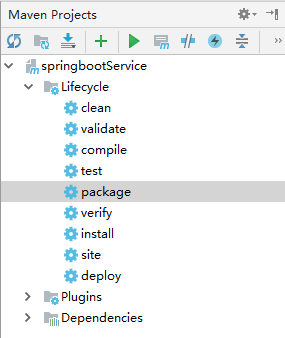 Maven Projects
springbootService
Lifecycle
clean
validate
compile
test
package
verify
install
site
deploy
Plugins
Dependencies